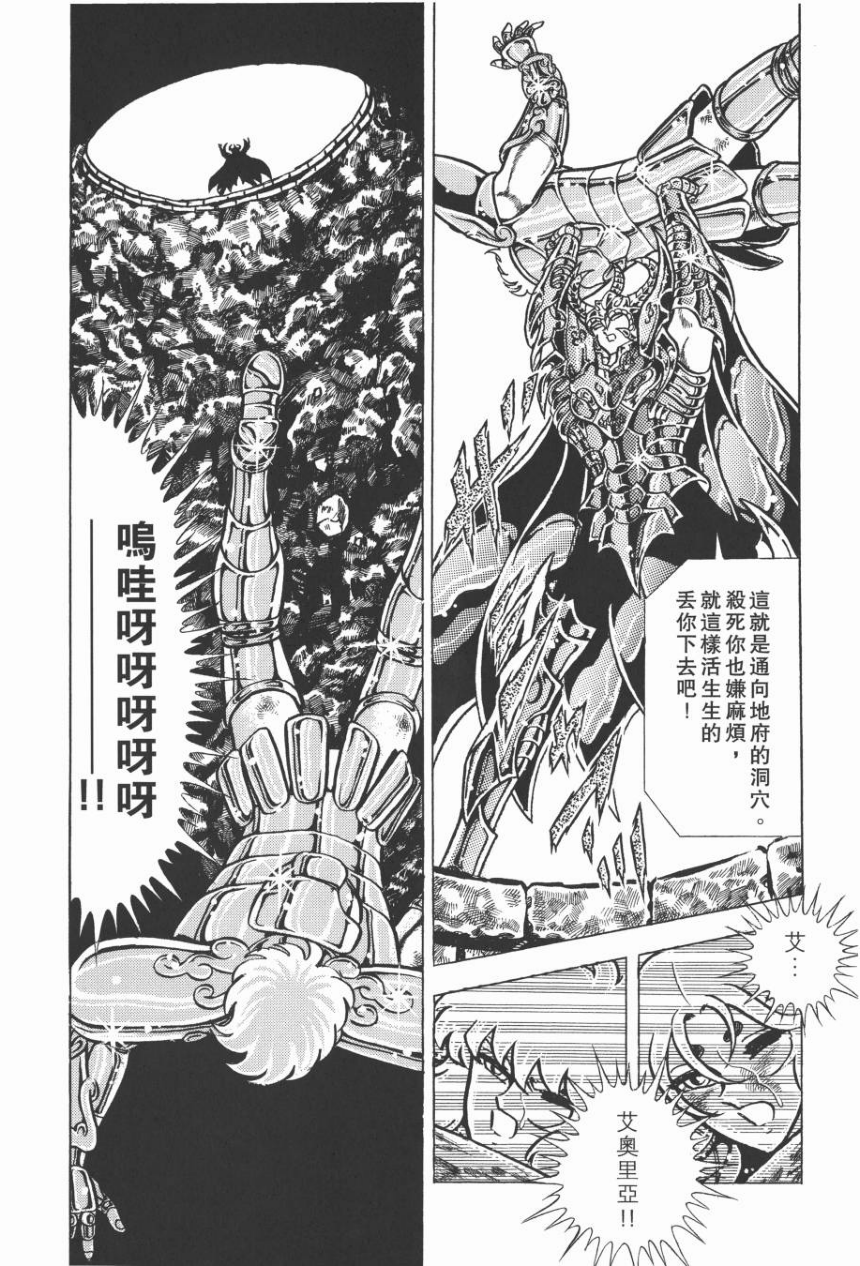 這就是通向地府的洞穴。
殺死你也嫌麻煩，
就這樣活生生的
丟你下去吧！
艾…
艾奧里亞!!
嗚哇呀呀呀呀呀
——!!